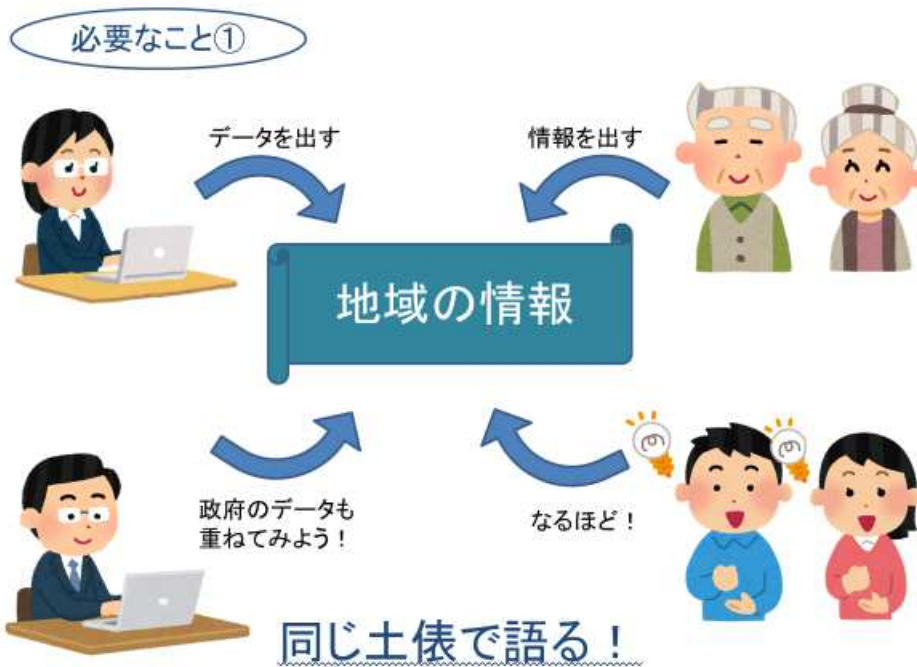 必要なこと①
データを出す
情報を出す
地域の情報
政府のデータも
重ねてみよう！
なるほど！
同じ土俵で語る！